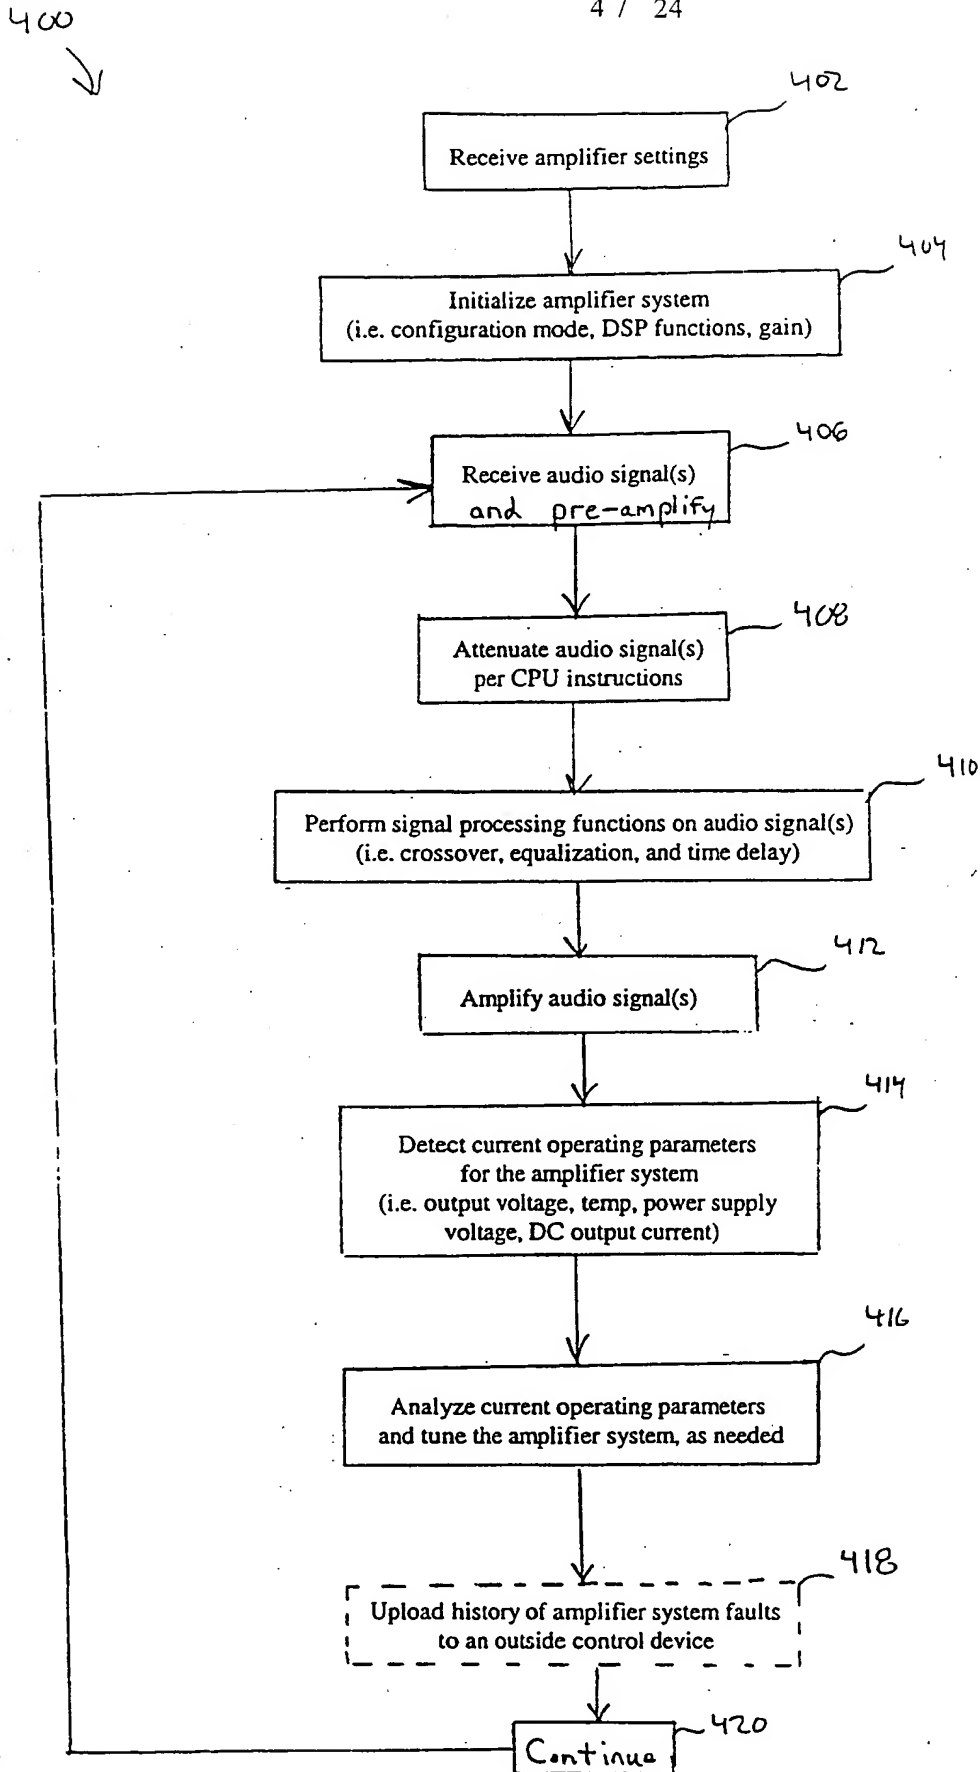 400
4 / 24
402
Receive amplifier settings
404
Initialize amplifier system
(i.e. configuration mode, DSP functions, gain)
406
Receive audio signal(s)
and pre-amplify
408
Attenuate audio signal(s)
per CPU instructions
410
Perform signal processing functions on audio signal(s)
(i.e. crossover, equalization, and time delay)
412
Amplify audio signal(s)
414
Detect current operating parameters
for the amplifier system
(i.e. output voltage, temp, power supply
voltage, DC output current)
416
Analyze current operating parameters
and tune the amplifier system, as needed
418
Upload history of amplifier system faults
to an outside control device
420
Continue